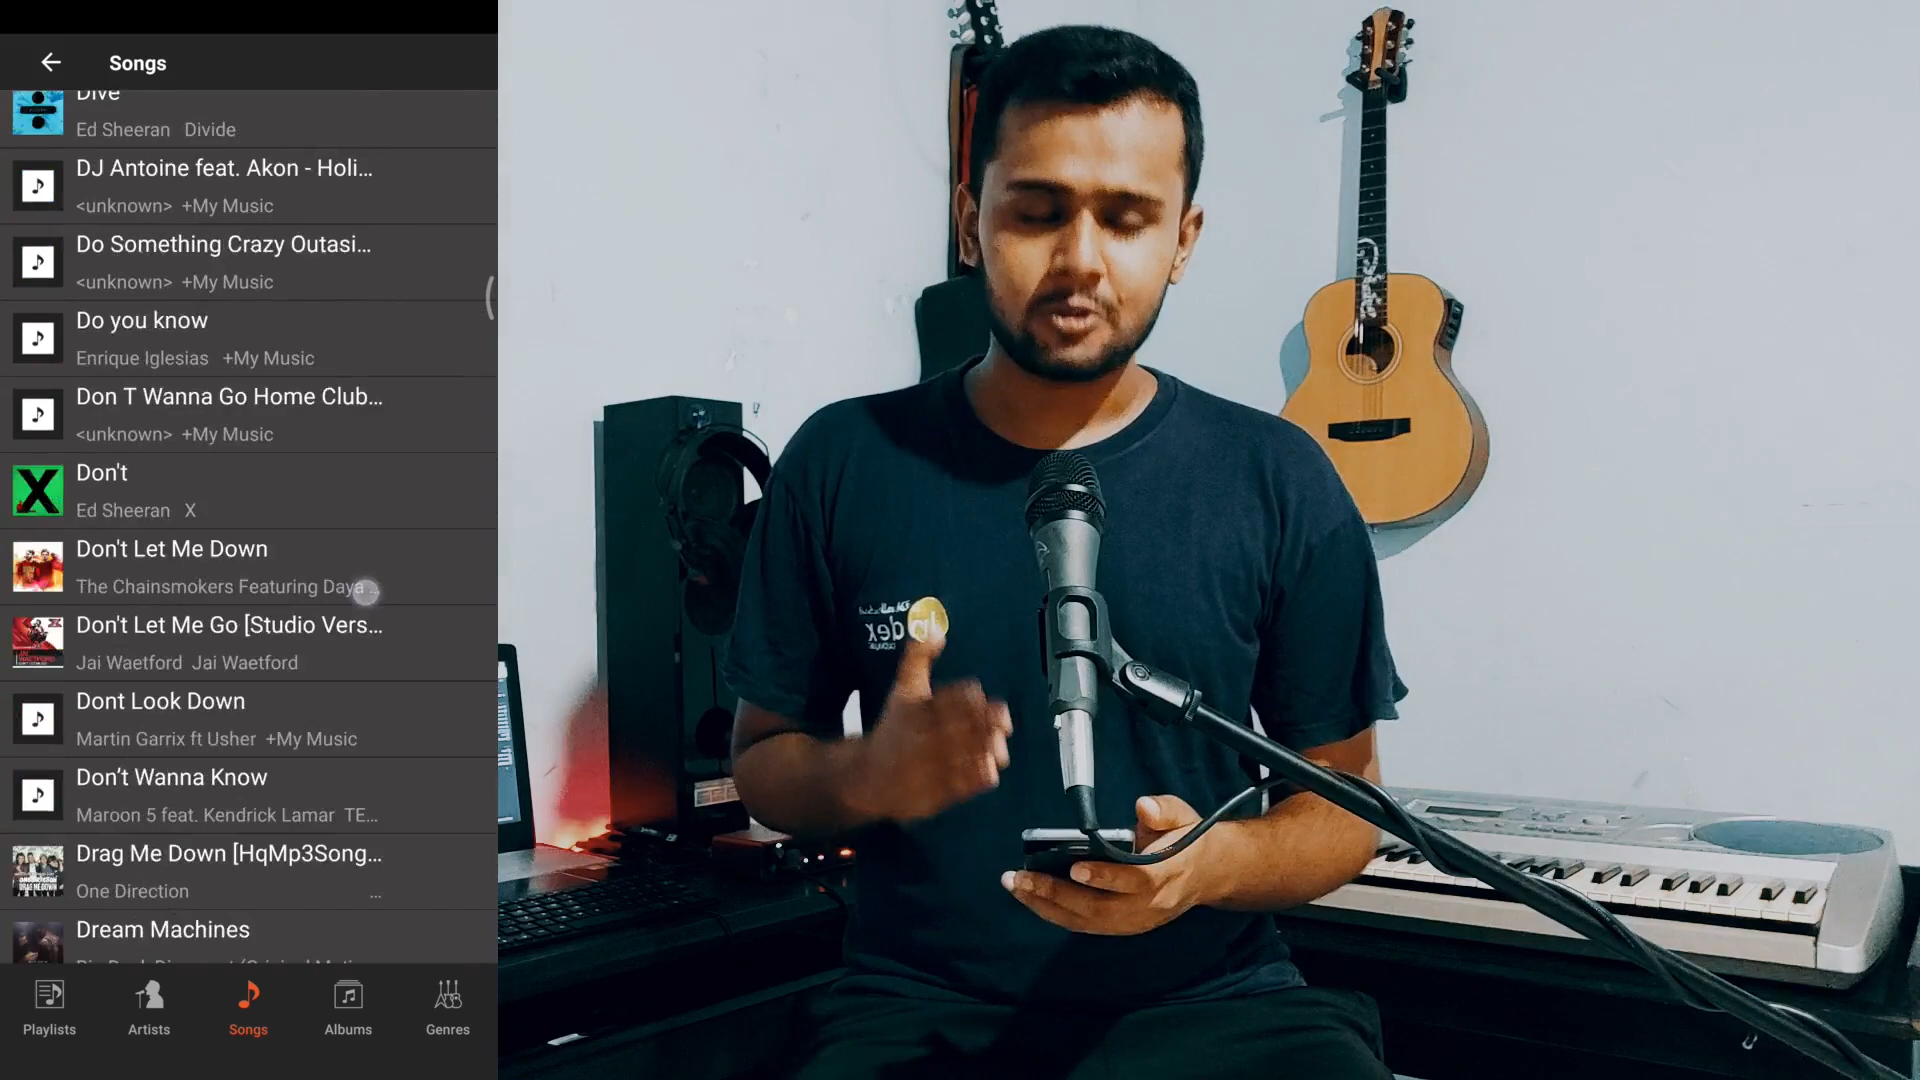 Songs
Dive
Ed Sheeran Divide
DJ Antoine feat. Akon - Holi...
<unknown> +My Music
Do Something Crazy Outasi...
<unknown> +My Music
Do you know
Enrique Iglesias +My Music
Don T Wanna Go Home Club...
<unknown> +My Music
Don't
Ed Sheeran X
Don't Let Me Down
The Chainsmokers Featuring Daya ...
Don't Let Me Go [Studio Vers...
Jai Waetford Jai Waetford
Dont Look Down
Martin Garrix ft Usher +My Music
Don’t Wanna Know
Maroon 5 feat. Kendrick Lamar TE...
Drag Me Down [HqMp3Song...
One Direction ...
Dream Machines
Playlists
Artists
Songs
Albums
Genres